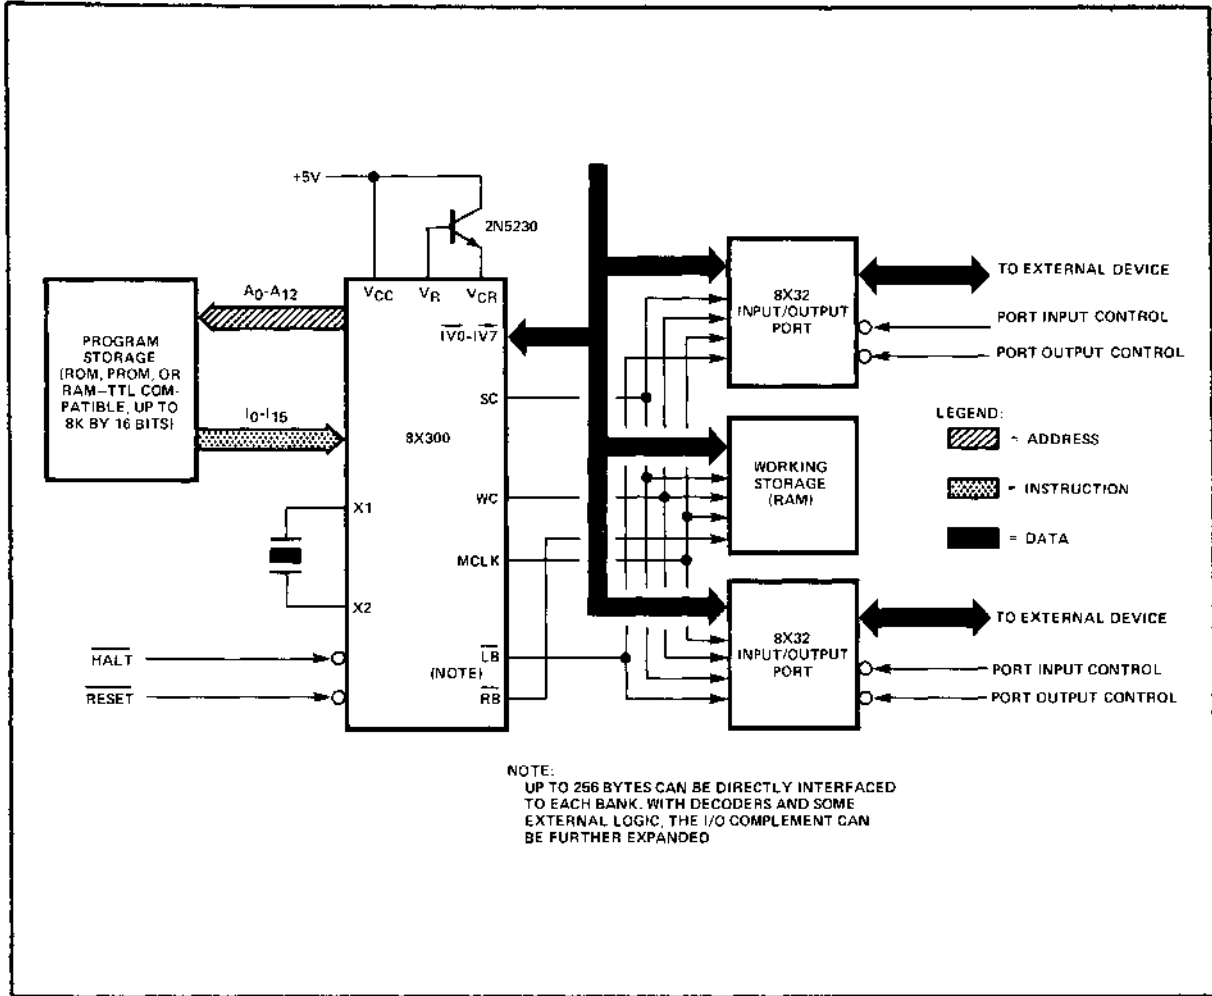 +5V
2N5230
VCC
VR
VCR
A0-A12
PROGRAM
STORAGE
(ROM, PROM, OR
RAM–TTL COM-
PATIBLE, UP TO
8K BY 16 BITS)
I0-I15
8X300
X1
X2
HALT
RESET
IV0-IV7
SC
WC
MCLK
LB
(NOTE)
RB
8X32
INPUT/OUTPUT
PORT
TO EXTERNAL DEVICE
PORT INPUT CONTROL
PORT OUTPUT CONTROL
WORKING
STORAGE
(RAM)
LEGEND:
= ADDRESS
= INSTRUCTION
= DATA
8X32
INPUT/OUTPUT
PORT
TO EXTERNAL DEVICE
PORT INPUT CONTROL
PORT OUTPUT CONTROL
NOTE:
UP TO 256 BYTES CAN BE DIRECTLY INTERFACED
TO EACH BANK. WITH DECODERS AND SOME
EXTERNAL LOGIC, THE I/O COMPLEMENT CAN
BE FURTHER EXPANDED